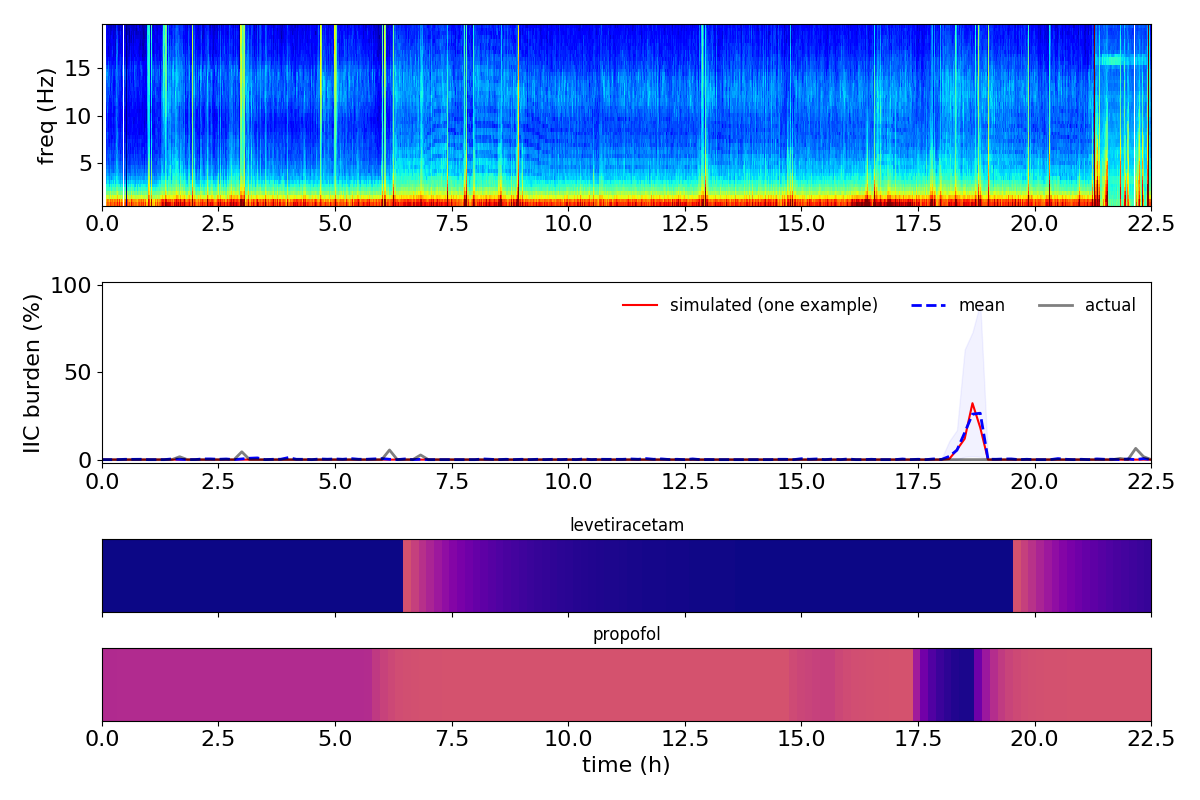 freq (Hz)
15
10
5
0.0 2.5 5.0 7.5 10.0 12.5 15.0 17.5 20.0 22.5
IIC burden (%)
100
50
0
simulated (one example) mean actual
0.0 2.5 5.0 7.5 10.0 12.5 15.0 17.5 20.0 22.5
levetiracetam
propofol
0.0 2.5 5.0 7.5 10.0 12.5 15.0 17.5 20.0 22.5
time (h)